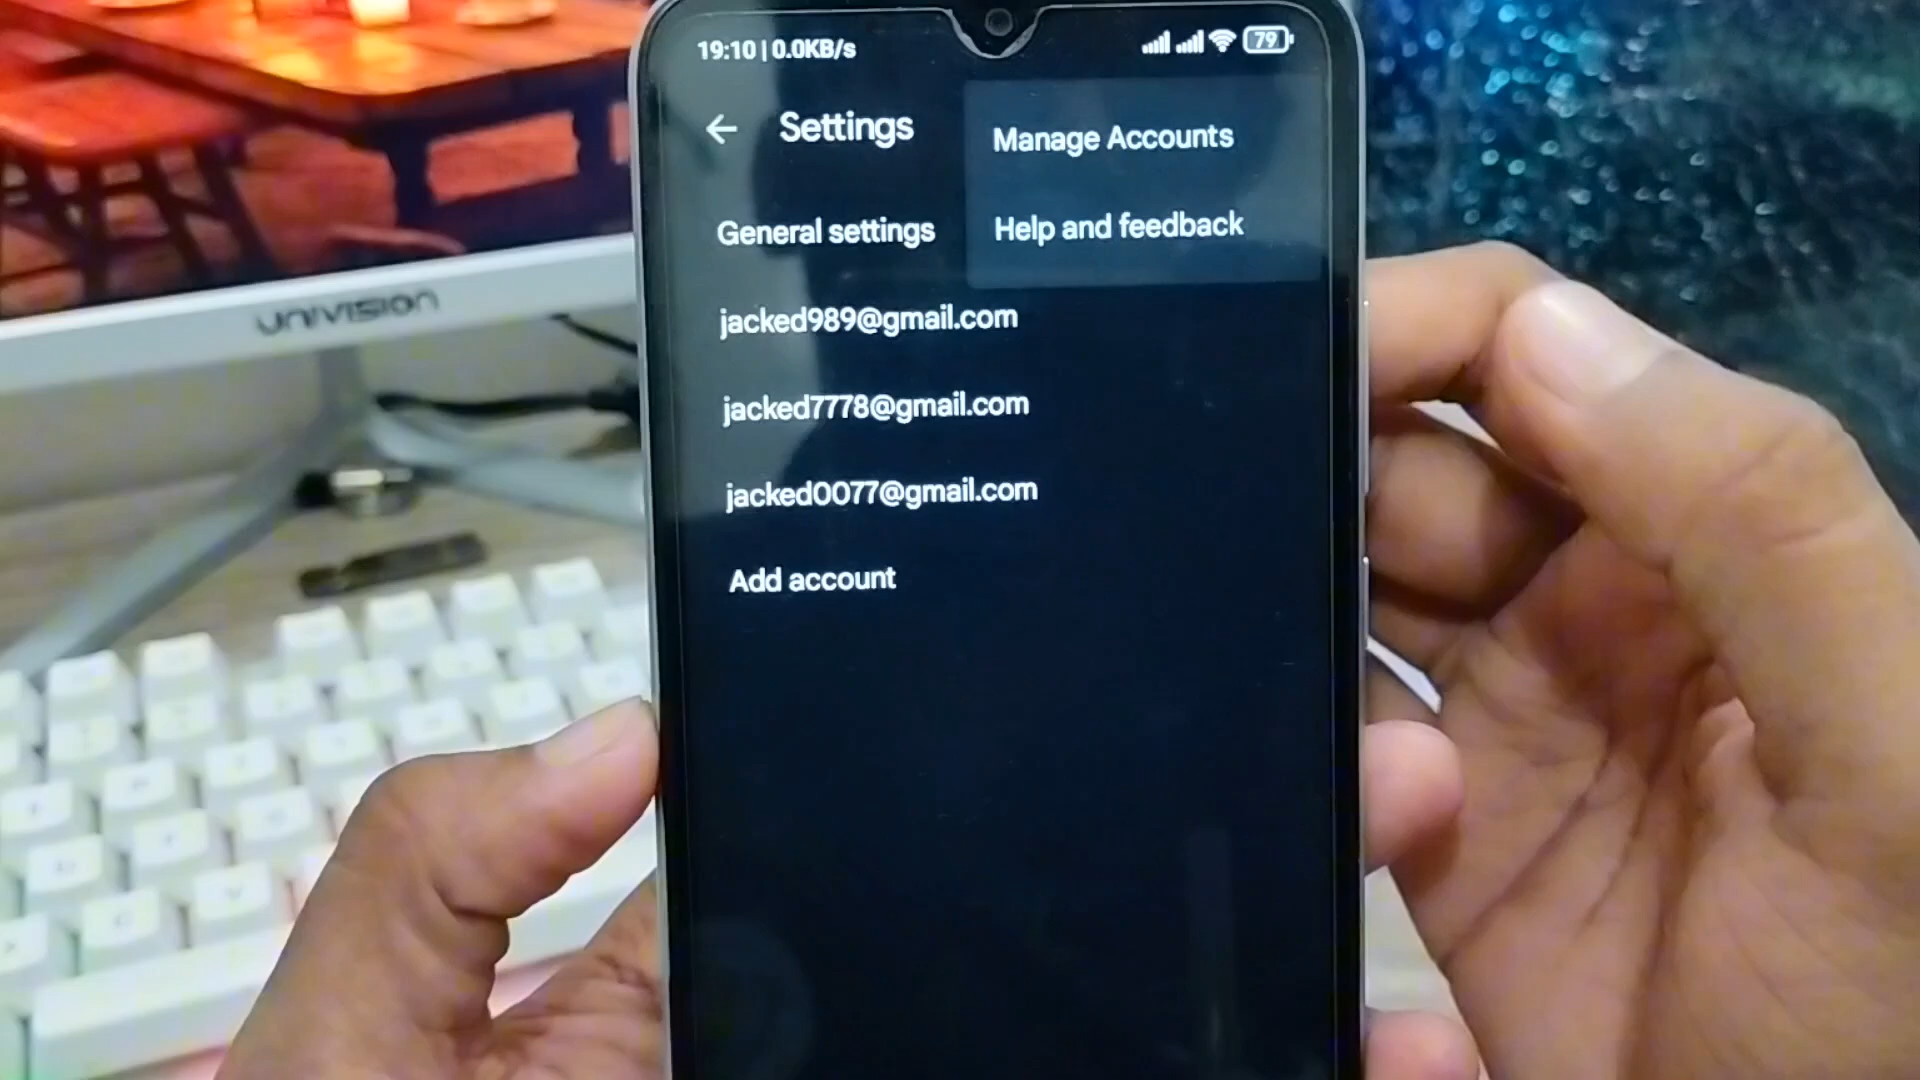 19:10 | 0.0KB/s
79
Settings
Manage Accounts
Help and feedback
General settings
jacked989@gmail.com
jacked7778@gmail.com
jacked0077@gmail.com
Add account
UNIVISION